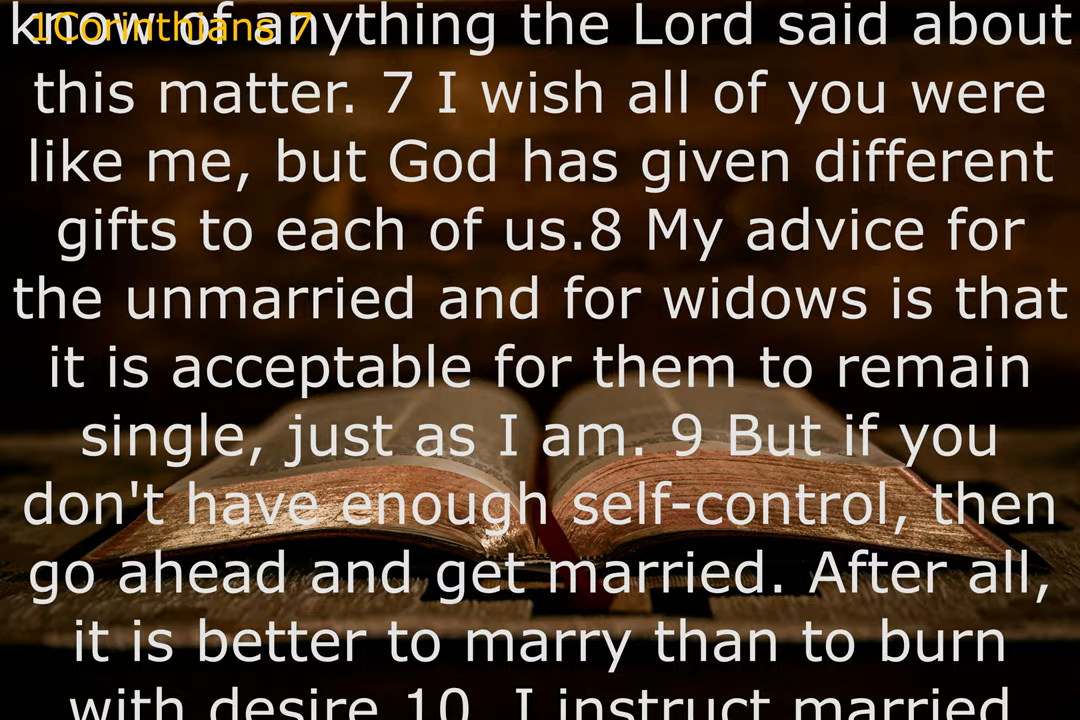 1Corinthians 7
know of anything the Lord said about
this matter. 7 I wish all of you were
like me, but God has given different
gifts to each of us.8 My advice for
the unmarried and for widows is that
it is acceptable for them to remain
single, just as I am. 9 But if you
don't have enough self-control, then
go ahead and get married. After all,
it is better to marry than to burn
with desire.10 I instruct married